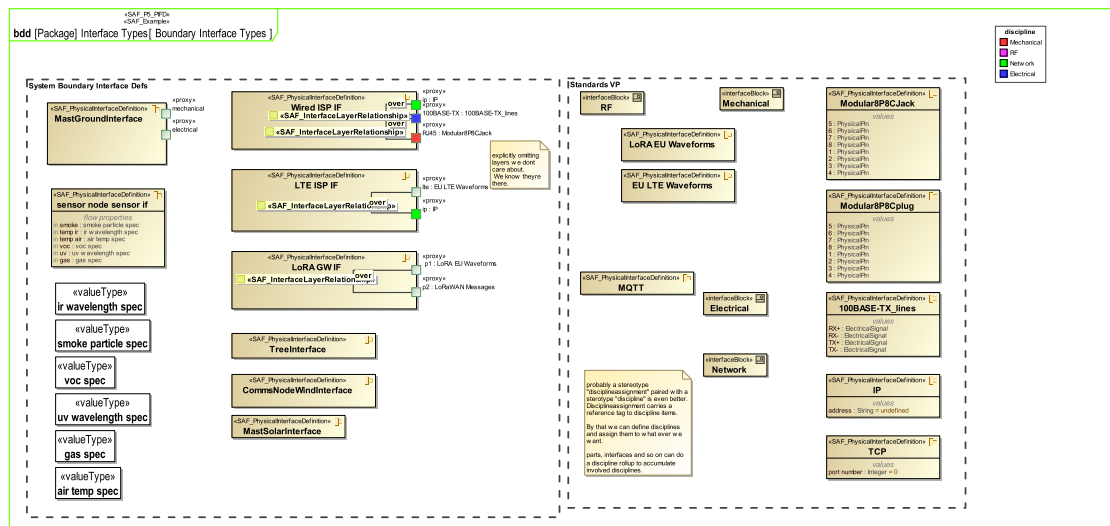 «SAF_P5_PIFD»
«SAF_Example»
bdd [Package] Interface Types[ Boundary Interface Types ]
discipline
Mechanical
RF
Network
Electrical
System Boundary Interface Defs
«SAF_PhysicalInterfaceDefinition»
MastGroundInterface
«proxy»
mechanical
«proxy»
electrical
«SAF_PhysicalInterfaceDefinition»
sensor node sensor if
flow properties
in smoke : smoke particle spec
in temp ir : ir wavelength spec
in temp air : air temp spec
in voc : voc spec
in uv : uv wavelength spec
in gas : gas spec
«valueType»
ir wavelength spec
«valueType»
smoke particle spec
«valueType»
voc spec
«valueType»
uv wavelength spec
«valueType»
gas spec
«valueType»
air temp spec
«SAF_PhysicalInterfaceDefinition»
Wired ISP IF
over
«SAF_InterfaceLayerRelationship»
over
«SAF_InterfaceLayerRelationship»
«proxy»
ip : IP
«proxy»
100BASE-TX : 100BASE-TX_lines
«proxy»
RJ45 : Modular8P8CJack
explicitly omitting
layers we dont
care about.
We know theyre
there.
«SAF_PhysicalInterfaceDefinition»
LTE ISP IF
over
«SAF_InterfaceLayerRelationship»
«proxy»
lte : EU LTE Waveforms
«proxy»
ip : IP
«SAF_PhysicalInterfaceDefinition»
LoRA GW IF
over
«SAF_InterfaceLayerRelationship»
«proxy»
p1 : LoRA EU Waveforms
«proxy»
p2 : LoRaWAN Messages
«SAF_PhysicalInterfaceDefinition»
TreeInterface
«SAF_PhysicalInterfaceDefinition»
CommsNodeWindInterface
«SAF_PhysicalInterfaceDefinition»
MastSolarInterface
Standards VP
«interfaceBlock»
RF
«interfaceBlock»
Mechanical
«SAF_PhysicalInterfaceDefinition»
LoRA EU Waveforms
«SAF_PhysicalInterfaceDefinition»
EU LTE Waveforms
«SAF_PhysicalInterfaceDefinition»
MQTT
«interfaceBlock»
Electrical
«interfaceBlock»
Network
probably a stereotype
"disciplineassignment" paired with a
sterotype "discipline" is even better.
Disciplineassignment carries a
reference tag to discipline items.
By that we can define disciplines
and assign them to what ever we
want.
parts, interfaces and so on can do
a discipline rollup to accumulate
involved disciplines.
«SAF_PhysicalInterfaceDefinition»
Modular8P8CJack
values
5 : PhysicalPin
6 : PhysicalPin
7 : PhysicalPin
8 : PhysicalPin
1 : PhysicalPin
2 : PhysicalPin
3 : PhysicalPin
4 : PhysicalPin
«SAF_PhysicalInterfaceDefinition»
Modular8P8Cplug
values
5 : PhysicalPin
6 : PhysicalPin
7 : PhysicalPin
8 : PhysicalPin
1 : PhysicalPin
2 : PhysicalPin
3 : PhysicalPin
4 : PhysicalPin
«SAF_PhysicalInterfaceDefinition»
100BASE-TX_lines
values
RX+ : ElectricalSignal
RX- : ElectricalSignal
TX+ : ElectricalSignal
TX- : ElectricalSignal
«SAF_PhysicalInterfaceDefinition»
IP
values
address : String = undefined
«SAF_PhysicalInterfaceDefinition»
TCP
values
port number : Integer = 0